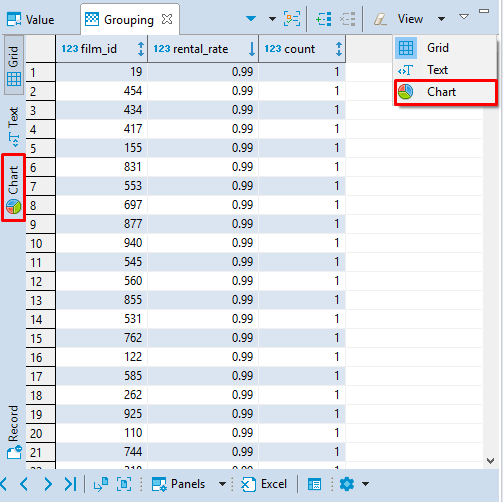 Value
Grouping
View
Grid
Text
Chart
Grid
Text
Chart
Record
123 film_id 123 rental_rate 123 count
1 19 0.99 1
2 454 0.99 1
3 434 0.99 1
4 417 0.99 1
5 155 0.99 1
6 831 0.99 1
7 553 0.99 1
8 697 0.99 1
9 877 0.99 1
10 940 0.99 1
11 545 0.99 1
12 560 0.99 1
13 855 0.99 1
14 531 0.99 1
15 762 0.99 1
16 122 0.99 1
17 585 0.99 1
18 262 0.99 1
19 925 0.99 1
20 110 0.99 1
21 744 0.99 1
Panels
Excel